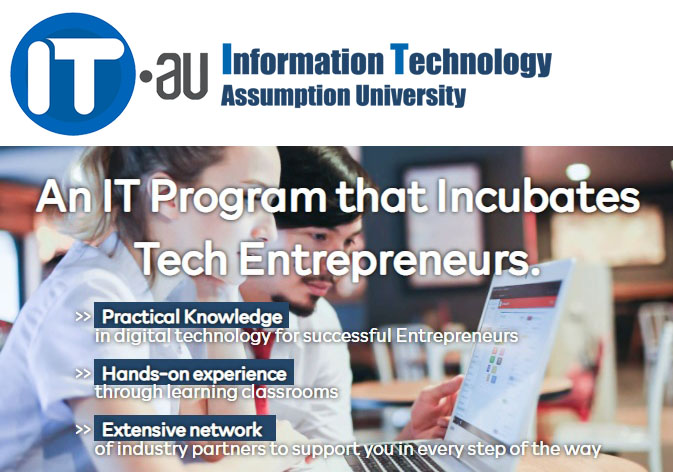 IT·au
Information Technology
Assumption University
An IT Program that Incubates
Tech Entrepreneurs.
>> Practical Knowledge
in digital technology for successful Entrepreneurs
>> Hands-on experience
through learning classrooms
>> Extensive network
of industry partners to support you in every step of the way